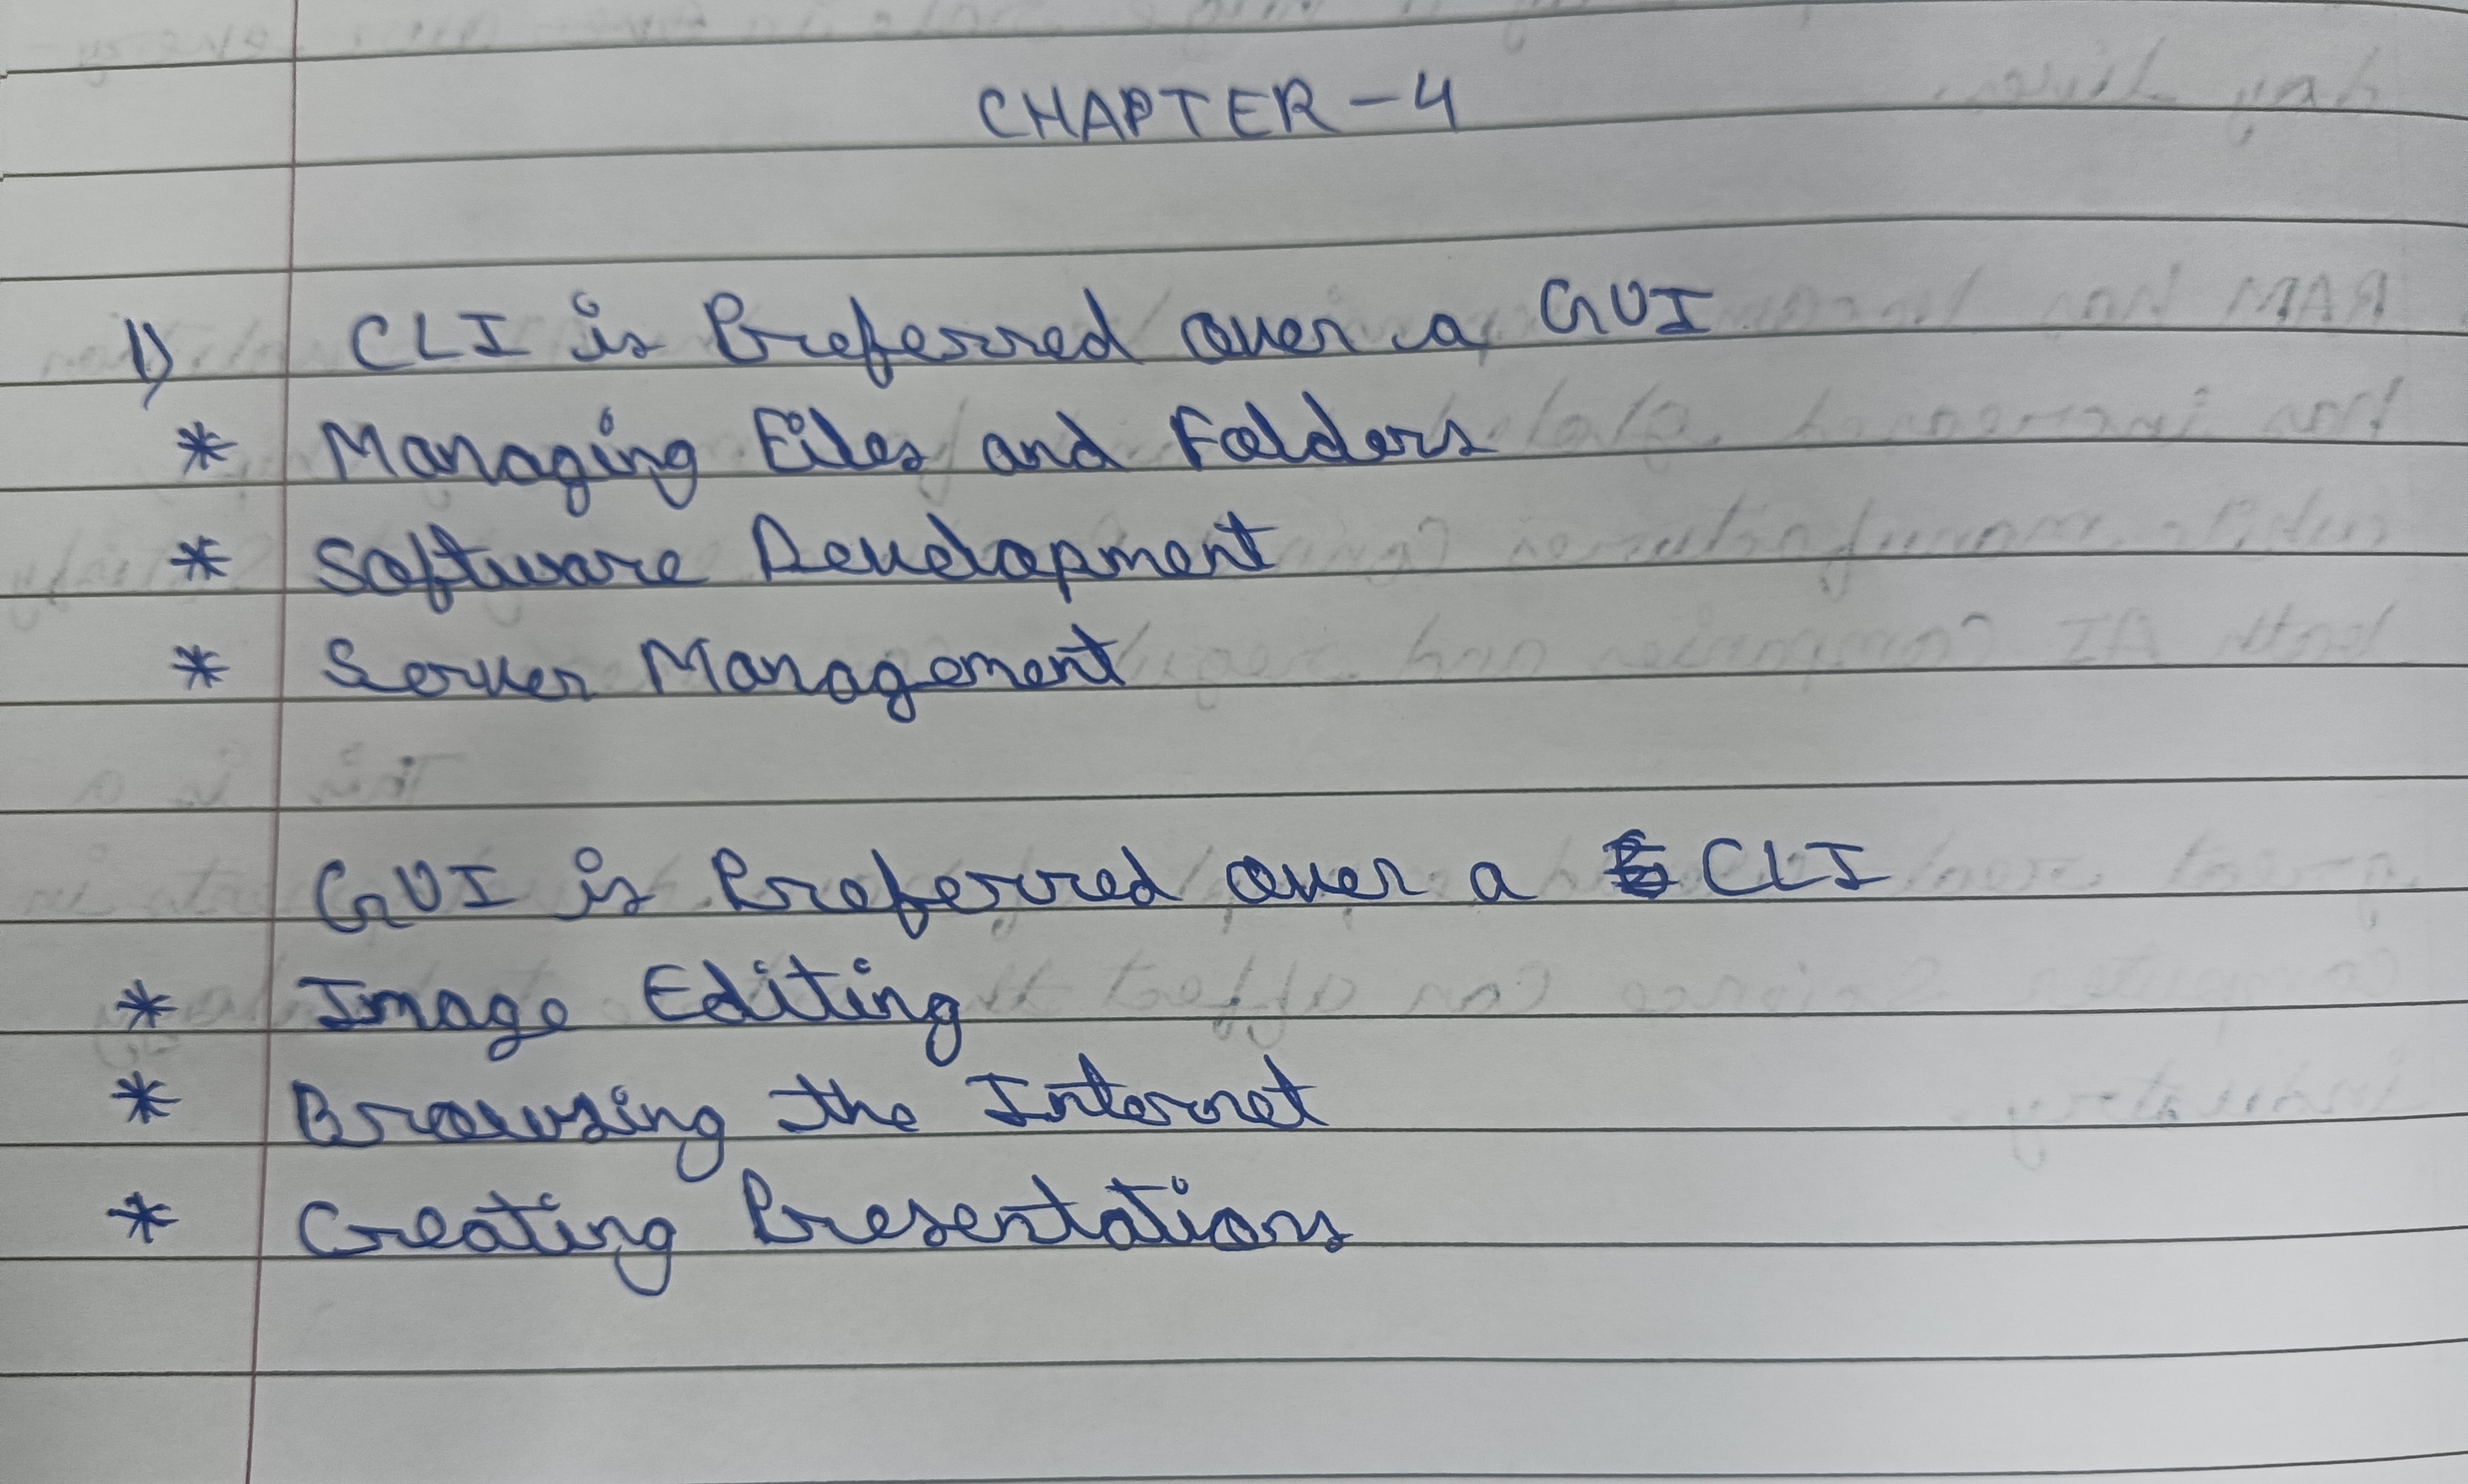 CHAPTER - 4
1) CLI is Preferred over a GUI
* Managing Files and Folders
* Software Development
* Server Management
GUI is Preferred over a CLI
* Image Editing
* Browsing the Internet
* Creating Presentations